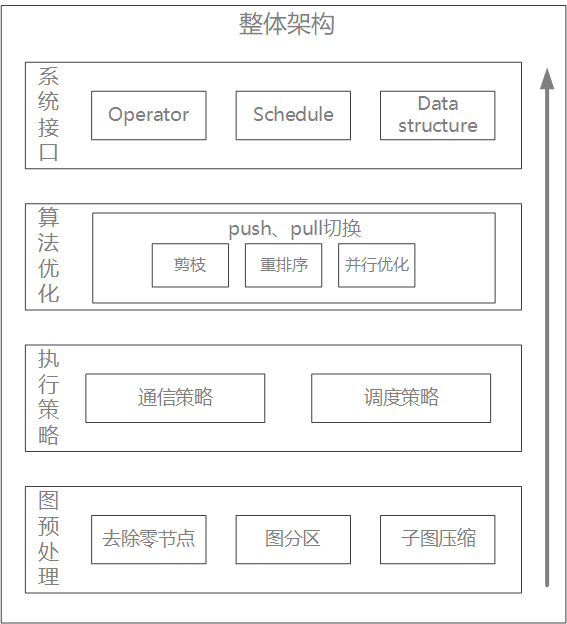 整体架构
系统接口
Operator
Schedule
Data
structure
算法优化
push、pull切换
剪枝
重排序
并行优化
执行策略
通信策略
调度策略
图预处理
去除零节点
图分区
子图压缩